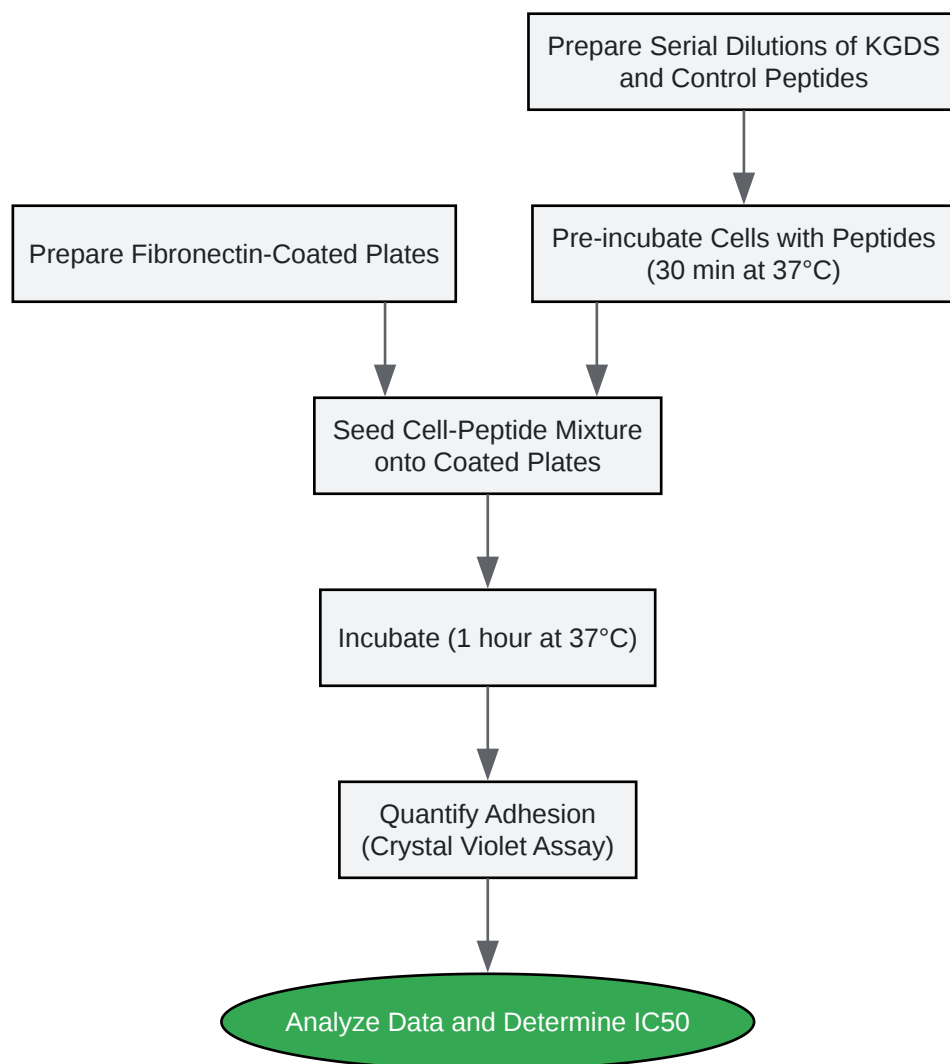 Prepare Serial Dilutions of KGDS
and Control Peptides
Prepare Fibronectin-Coated Plates
Pre-incubate Cells with Peptides
(30 min at 37°C)
Seed Cell-Peptide Mixture
onto Coated Plates
Incubate (1 hour at 37°C)
Quantify Adhesion
(Crystal Violet Assay)
Analyze Data and Determine IC50